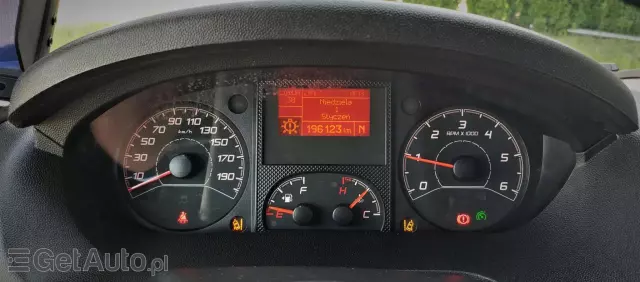 Niedziela
1
Styczeń
196123 km N
10
30
50
70
90
110
130
150
170
190
km/h
F
E
H
C
0
1
2
3
4
5
6
RPM X 1000
GetAuto.pl